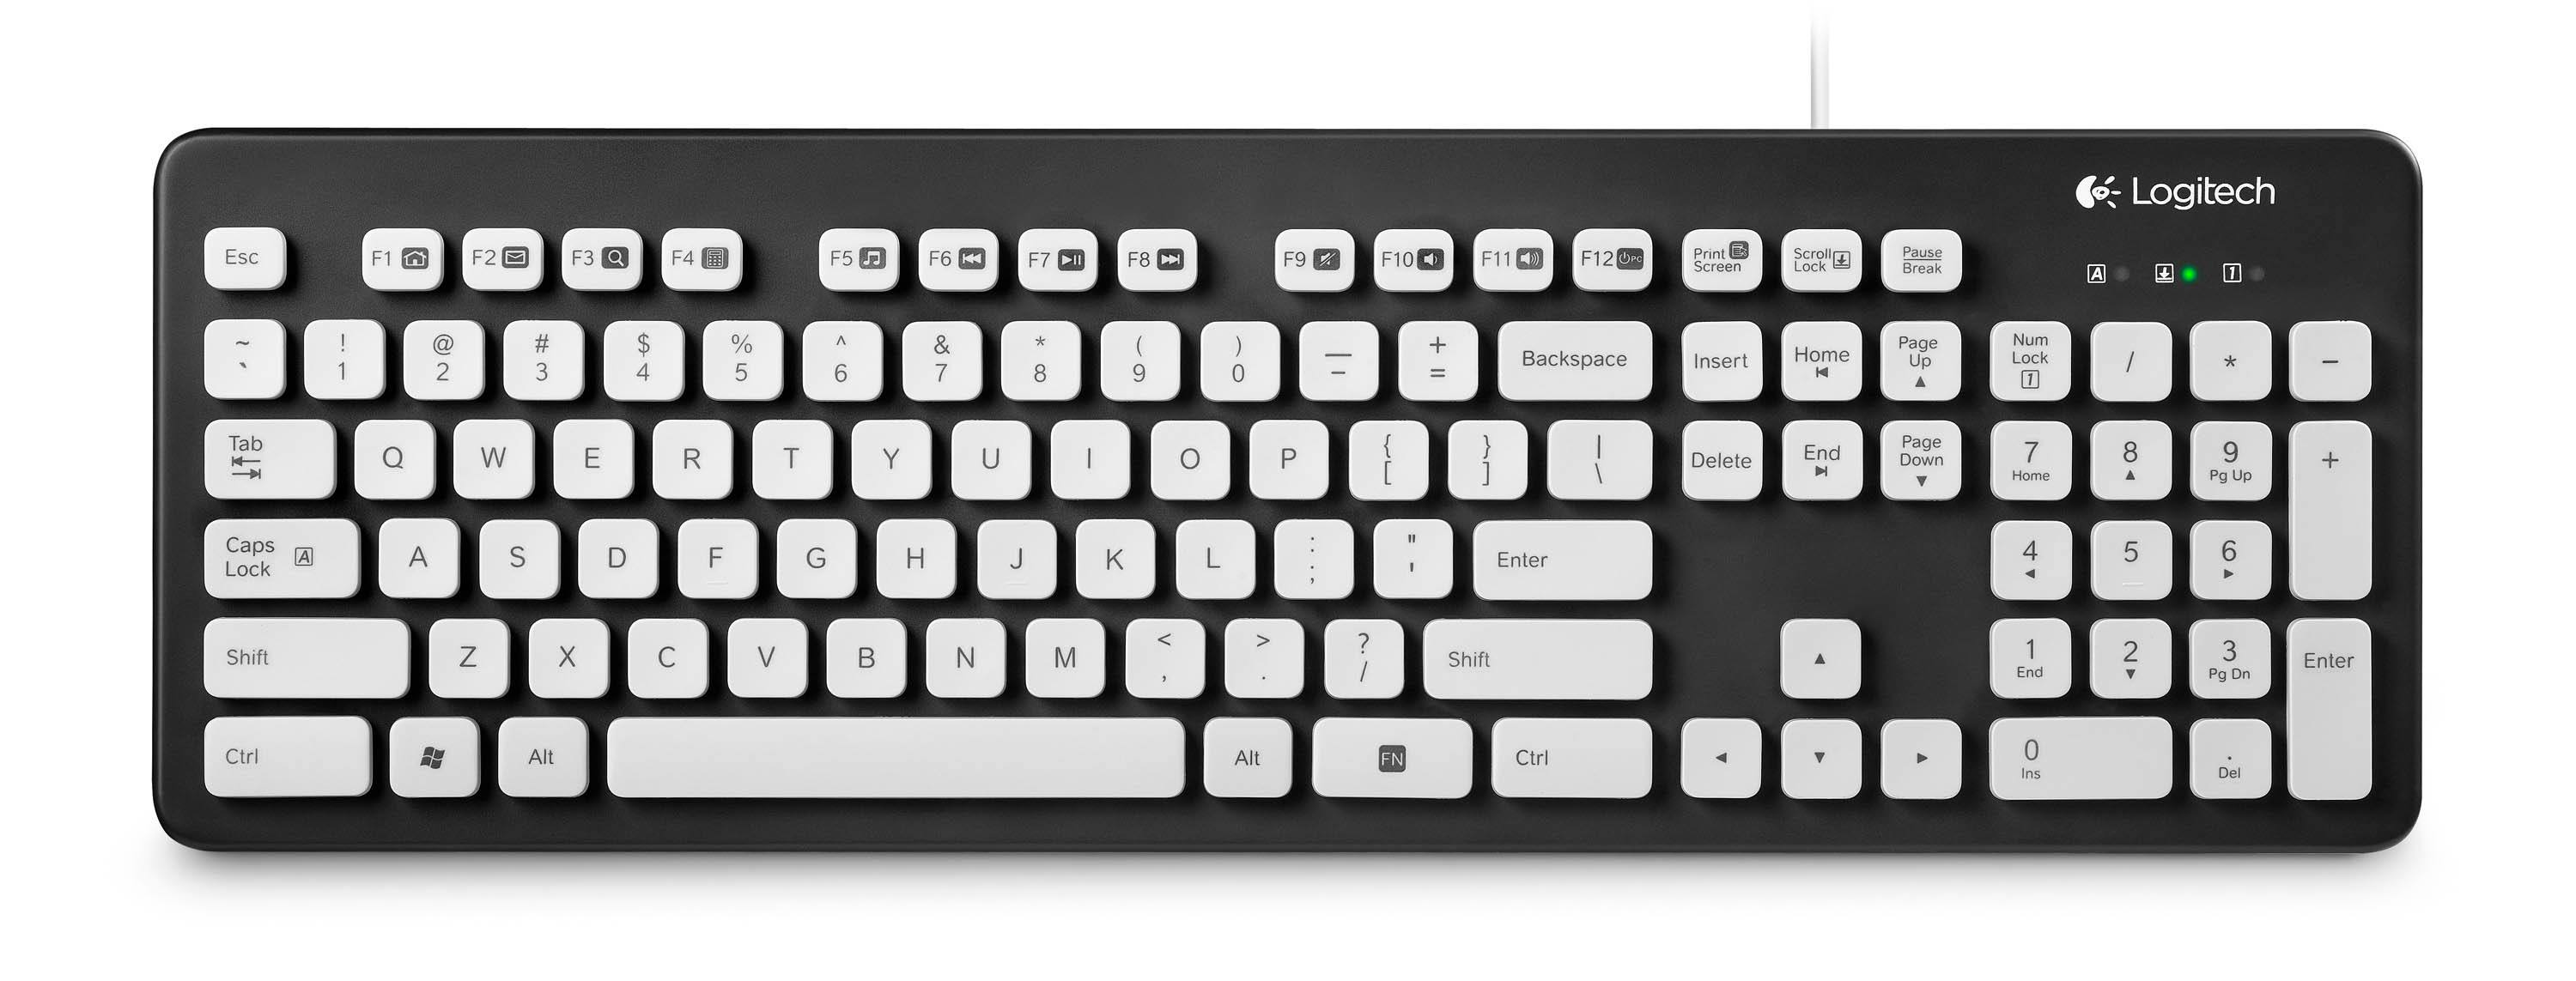 Logitech
Esc F1 F2 F3 F4 F5 F6 F7 F8 F9 F10 F11 F12 PC Print Screen Scroll Lock Pause Break
A 1
~ ! @ # $ % ^ & * ( ) — +
` 1 2 3 4 5 6 7 8 9 0 - = Backspace Insert Home Page Up Num Lock 1 / * −
Tab Q W E R T Y U I O P { [ } ] | \ Delete End Page Down 7 Home 8 9 Pg Up +
Caps Lock A A S D F G H J K L : ; " ' Enter 4 5 6
Shift Z X C V B N M < , > . ? / Shift 1 End 2 3 Pg Dn Enter
Ctrl Alt Alt FN Ctrl 0 Ins . Del